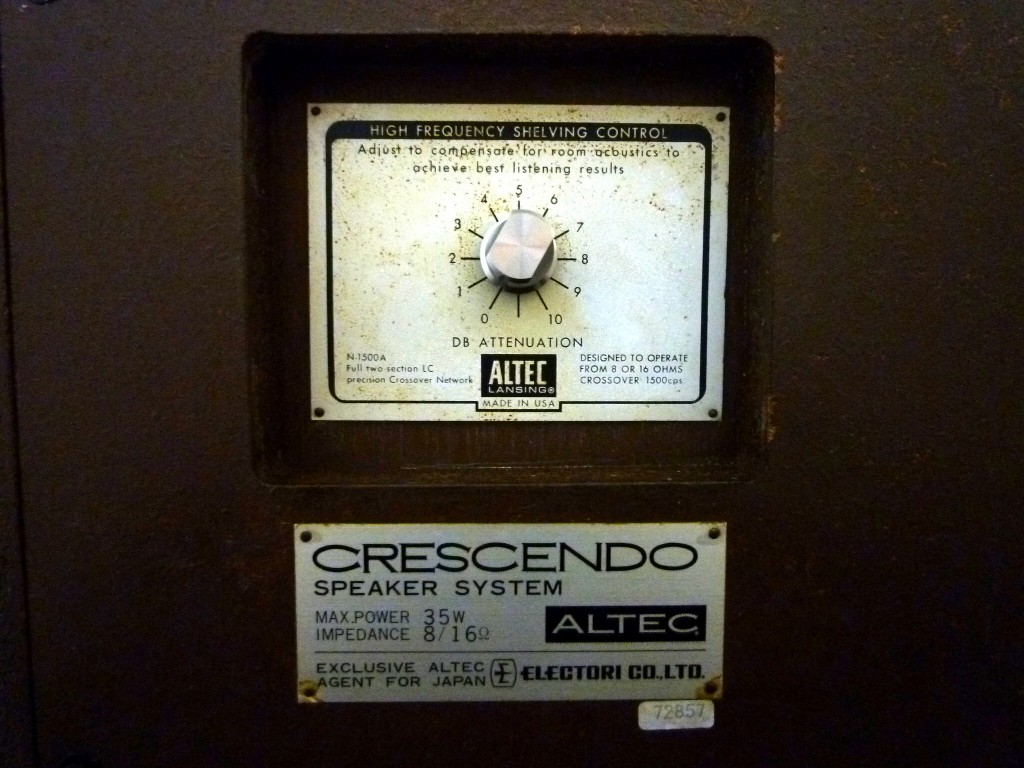 HIGH FREQUENCY SHELVING CONTROL
Adjust to compensate for room acoustics to
achieve best listening results
0 1 2 3 4 5 6 7 8 9 10
DB ATTENUATION
N-1500A
Full two-section LC
precision Crossover Network
ALTEC
LANSING®
MADE IN USA
DESIGNED TO OPERATE
FROM 8 OR 16 OHMS
CROSSOVER 1500cps
CRESCENDO
SPEAKER SYSTEM
MAX.POWER 35W
IMPEDANCE 8/16Ω
ALTEC®
EXCLUSIVE ALTEC
AGENT FOR JAPAN
E ELECTORI CO.,LTD.
72857